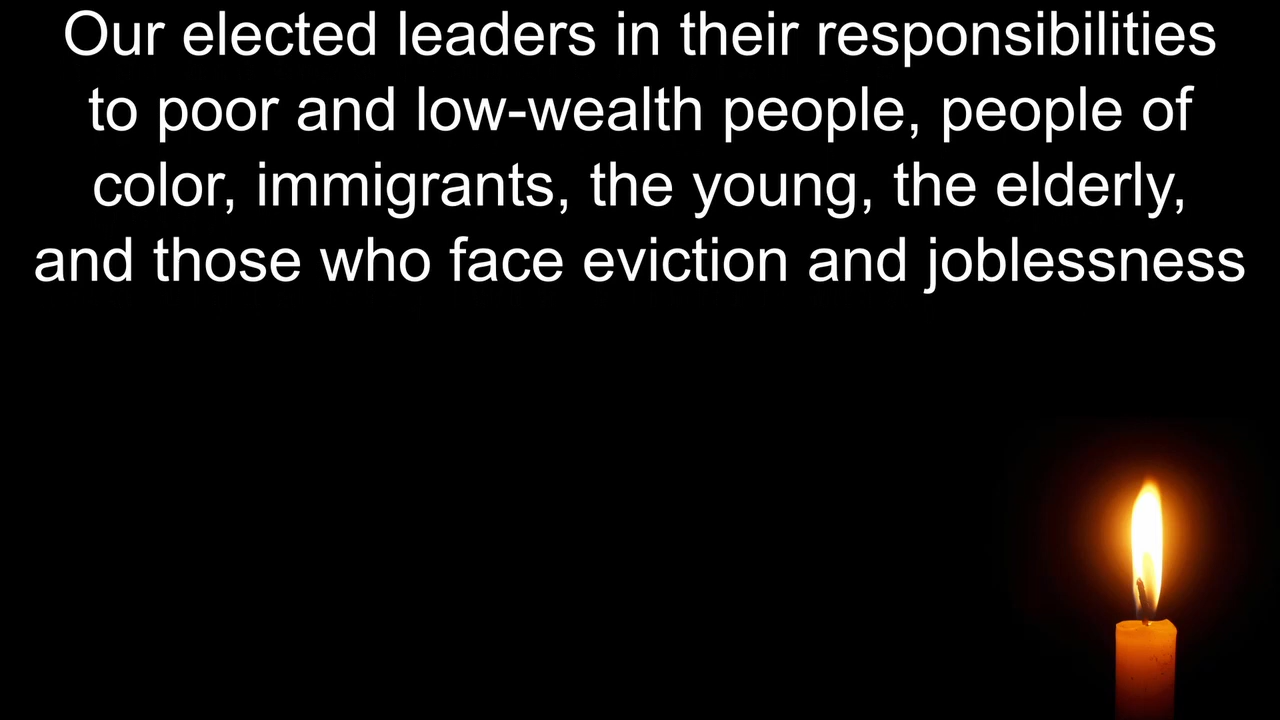 Our elected leaders in their responsibilities
to poor and low-wealth people, people of
color, immigrants, the young, the elderly,
and those who face eviction and joblessness